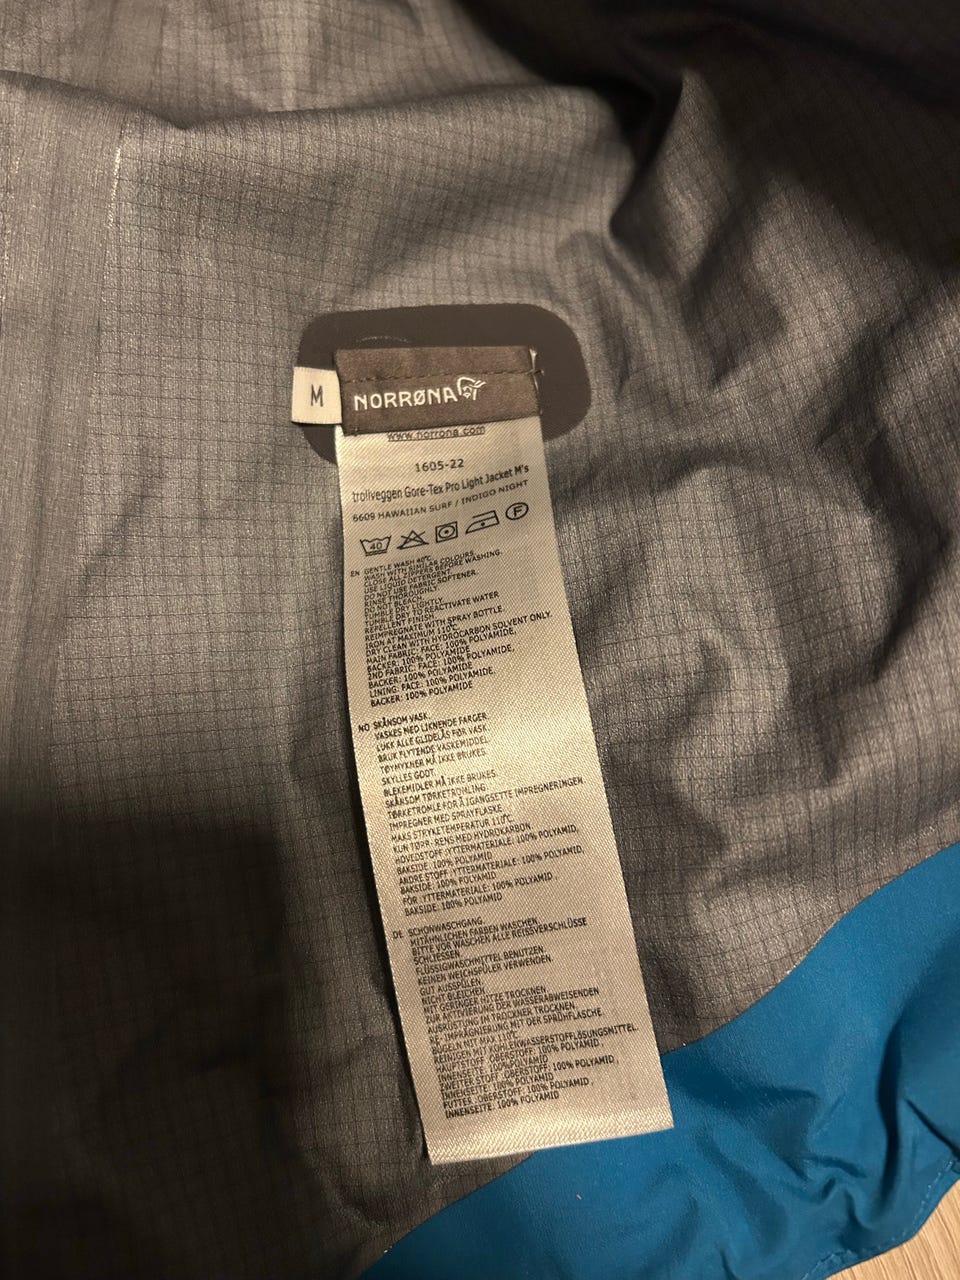 M
NORRØNA
www.norrona.com
1605-22
trollveggen Gore-Tex Pro Light Jacket M's
6609 HAWAIIAN SURF / INDIGO NIGHT
40 F
EN GENTLE WASH 40°C.
WASH WITH SIMILAR COLOURS.
CLOSE ALL ZIPPERS BEFORE WASHING.
USE LIQUID DETERGENT.
DO NOT USE FABRIC SOFTENER.
RINSE THOROUGHLY.
DO NOT BLEACH.
TUMBLE DRY LIGHTLY.
TUMBLE DRY TO REACTIVATE WATER
REPELLENT FINISH.
REIMPREGNATE WITH SPRAY BOTTLE.
IRON AT MAXIMUM 110°C.
DRY CLEAN WITH HYDROCARBON SOLVENT ONLY.
MAIN FABRIC: FACE: 100% POLYAMIDE,
BACKER: 100% POLYAMIDE
2ND FABRIC: FACE: 100% POLYAMIDE,
BACKER: 100% POLYAMIDE
LINING: FACE: 100% POLYAMIDE,
BACKER: 100% POLYAMIDE
NO SKÅNSOM VASK.
VASKES MED LIKNENDE FARGER.
LUKK ALLE GLIDELÅS FØR VASK.
BRUK FLYTENDE VASKEMIDDEL.
TØYMYKNER MÅ IKKE BRUKES.
SKYLLES GODT.
BLEKEMIDLER MÅ IKKE BRUKES.
SKÅNSOM TØRKETROMLING.
TØRKETROMLE FOR Å IGANGSETTE IMPREGNERINGEN.
IMPREGNER MED SPRAYFLASKE.
MAKS STRYKETEMPERATUR 110°C.
KUN TØRR-RENS MED HYDROKARBON
HOVEDSTOFF :YTTERMATERIALE: 100% POLYAMID,
BAKSIDE: 100% POLYAMID
ANDRE STOFF :YTTERMATERIALE: 100% POLYAMID,
BAKSIDE: 100% POLYAMID
FÔR :YTTERMATERIALE: 100% POLYAMID,
BAKSIDE: 100% POLYAMID
DE SCHONWASCHGANG.
MIT ÄHNLICHEN FARBEN WASCHEN.
BITTE VOR WASCHEN ALLE REISSVERSCHLÜSSE
SCHLIESSEN.
FLÜSSIGWASCHMITTEL BENUTZEN.
KEINEN WEICHSPÜLER VERWENDEN.
GUT AUSSPÜLEN.
NICHT BLEICHEN.
MIT GERINGER HITZE TROCKNEN.
ZUR AKTIVIERUNG DER WASSERABWEISENDEN
AUSRÜSTUNG IM TROCKNER TROCKNEN.
RE- IMPRÄGNIERUNG MIT DER SPRÜHFLASCHE.
BÜGELN MIT MAX 110°C
REINIGEN MIT KOHLENWASSERSTOFFLÖSUNGSMITTEL.
HAUPTSTOFF :OBERSTOFF: 100% POLYAMID,
INNENSEITE: 100% POLYAMID
ZWEITER STOFF :OBERSTOFF: 100% POLYAMID,
INNENSEITE: 100% POLYAMID
FUTTER :OBERSTOFF: 100% POLYAMID,
INNENSEITE: 100% POLYAMID